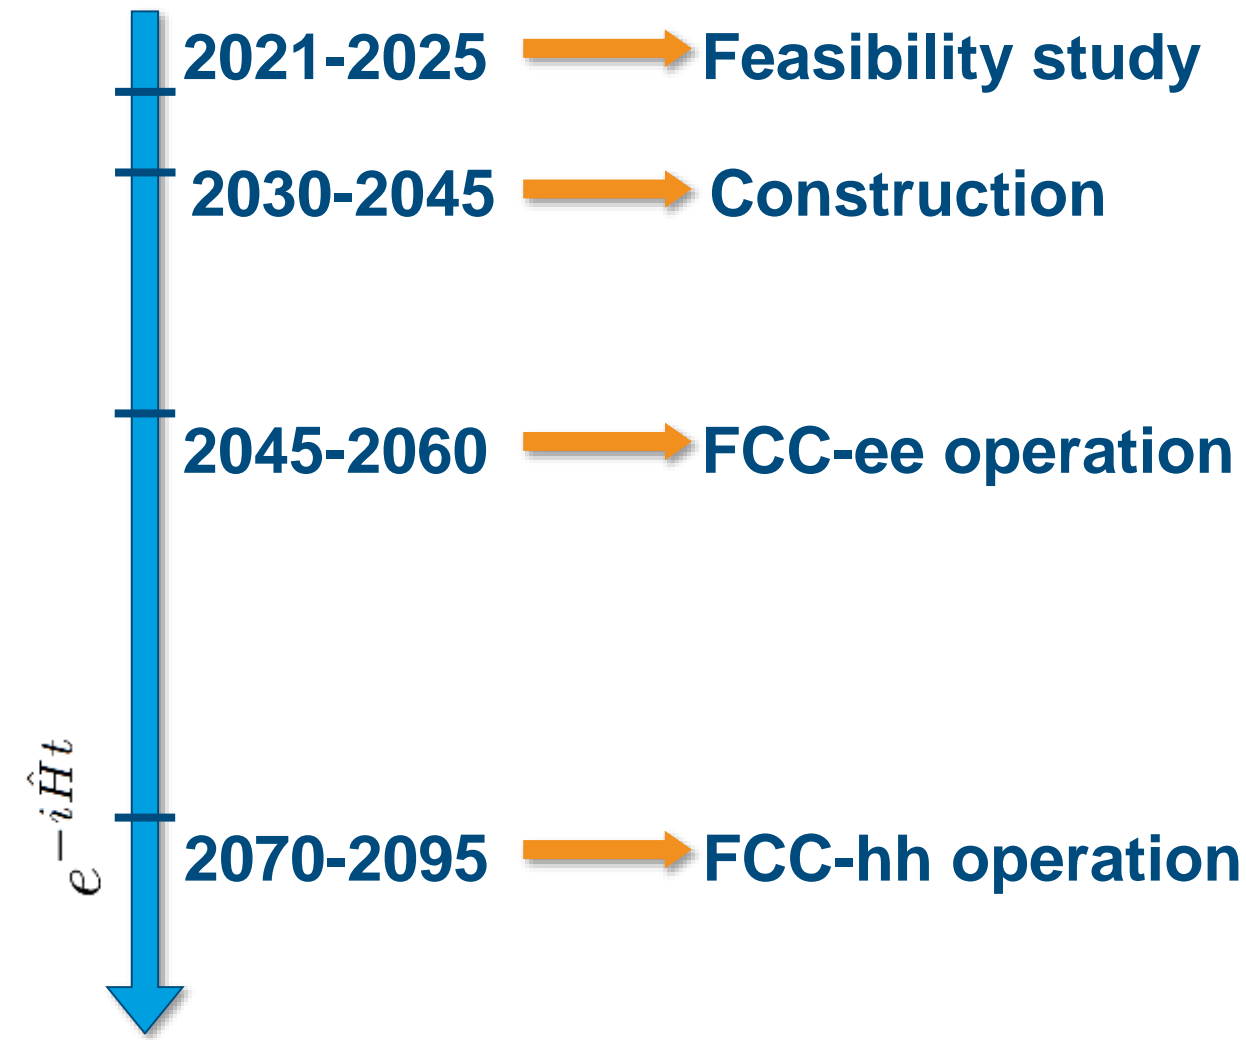 2021-2025 Feasibility study
2030-2045 Construction
2045-2060 FCC-ee operation
2070-2095 FCC-hh operation
e^{-iĤt}